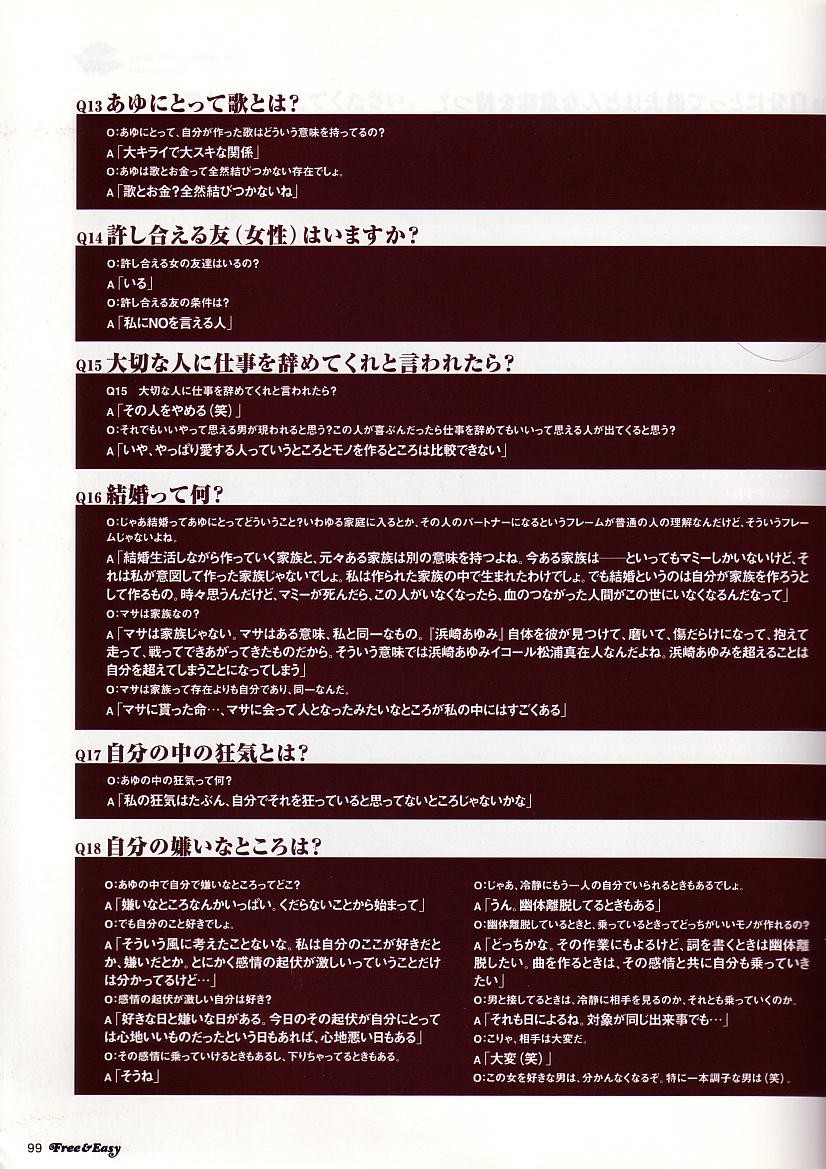 Q13 あゆにとって歌とは?
O:あゆにとって、自分が作った歌はどういう意味を持ってるの?
A「大キライで大スキな関係」
O:あゆは歌とお金って全然結びつかない存在でしょ。
A「歌とお金?全然結びつかないね」
Q14 許し合える友(女性)はいますか?
O:許し合える女の友達はいるの?
A「いる」
O:許し合える友の条件は?
A「私にNOを言える人」
Q15 大切な人に仕事を辞めてくれと言われたら?
Q15 大切な人に仕事を辞めてくれと言われたら?
A「その人をやめる(笑)」
O:それでもいいやって思える男が現われると思う?この人が喜ぶんだったら仕事を辞めてもいいって思える人が出てくると思う?
A「いや、やっぱり愛する人っていうところとモノを作るところは比較できない」
Q16 結婚って何?
O:じゃあ結婚ってあゆにとってどういうこと?いわゆる家庭に入るとか、その人のパートナーになるというフレームが普通の人の理解なんだけど、そういうフレー
ムじゃないよね。
A「結婚生活しながら作っていく家族と、元々ある家族は別の意味を持つよね。今ある家族は──といってもマミーしかいないけど、そ
れは私が意図して作った家族じゃないでしょ。私は作られた家族の中で生まれたわけでしょ。でも結婚というのは自分が家族を作ろうと
して作るもの。時々思うんだけど、マミーが死んだら、この人がいなくなったら、血のつながった人間がこの世にいなくなるんだなって」
O:マサは家族なの?
A「マサは家族じゃない。マサはある意味、私と同一なもの。『浜崎あゆみ』自体を彼が見つけて、磨いて、傷だらけになって、抱えて
走って、戦ってできあがってきたものだから。そういう意味では浜崎あゆみイコール松浦真在人なんだよね。浜崎あゆみを超えることは
自分を超えてしまうことになってしまう」
O:マサは家族って存在よりも自分であり、同一なんだ。
A「マサに貰った命…、マサに会って人となったみたいなところが私の中にはすごくある」
Q17 自分の中の狂気とは?
O:あゆの中の狂気って何?
A「私の狂気はたぶん、自分でそれを狂っていると思ってないところじゃないかな」
Q18 自分の嫌いなところは?
O:あゆの中で自分で嫌いなところってどこ?
A「嫌いなところなんかいっぱい。くだらないことから始まって」
O:でも自分のこと好きでしょ。
A「そういう風に考えたことないな。私は自分のここが好きだと
か、嫌いだとか。とにかく感情の起伏が激しいっていうことだけ
は分かってるけど…」
O:感情の起伏が激しい自分は好き?
A「好きな日と嫌いな日がある。今日のその起伏が自分にとって
は心地いいものだったという日もあれば、心地悪い日もある」
O:その感情に乗っていけるときもあるし、下りちゃってるときもある。
A「そうね」
O:じゃあ、冷静にもう一人の自分でいられるときもあるでしょ。
A「うん。幽体離脱してるときもある」
O:幽体離脱しているときと、乗っているときってどっちがいいモノが作れるの?
A「どっちかな。その作業にもよるけど、詞を書くときは幽体離
脱したい。曲を作るときは、その感情と共に自分も乗っていき
たい」
O:男と接してるときは、冷静に相手を見るのか、それとも乗っていくのか。
A「それも日によるね。対象が同じ出来事でも…」
O:こりゃ、相手は大変だ。
A「大変(笑)」
O:この女を好きな男は、分かんなくなるぞ。特に一本調子な男は(笑)。
99 Free&Easy